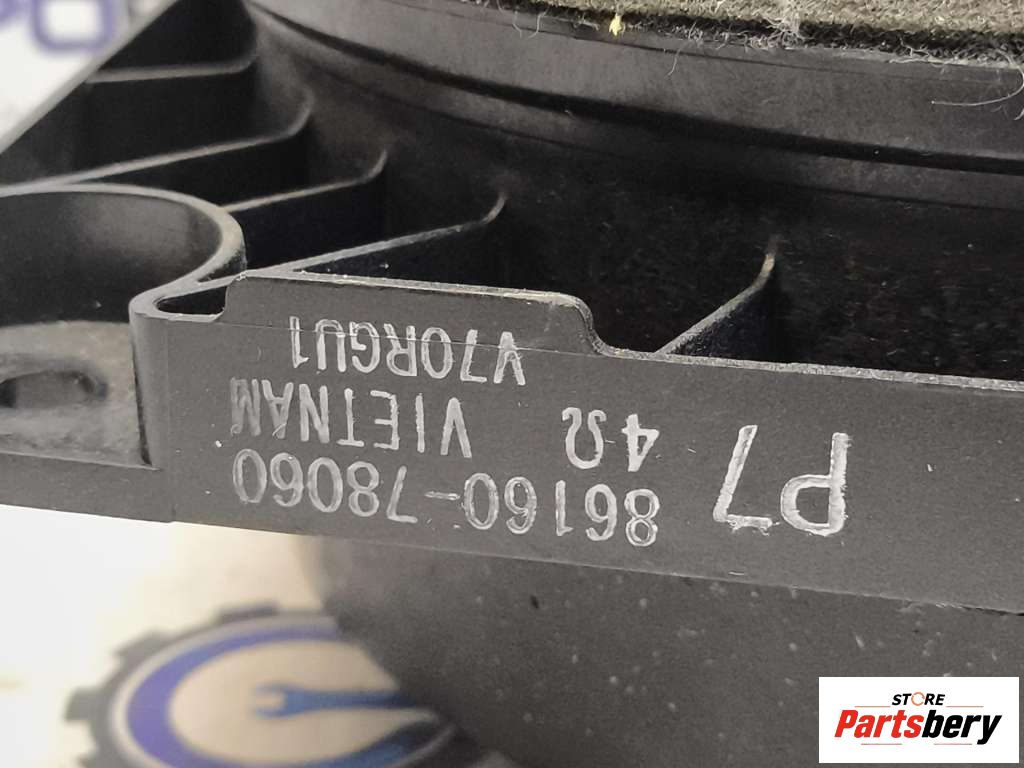 P7
86160-78060
4Ω VIETNAM
V70RGU1
STORE
Partsbery